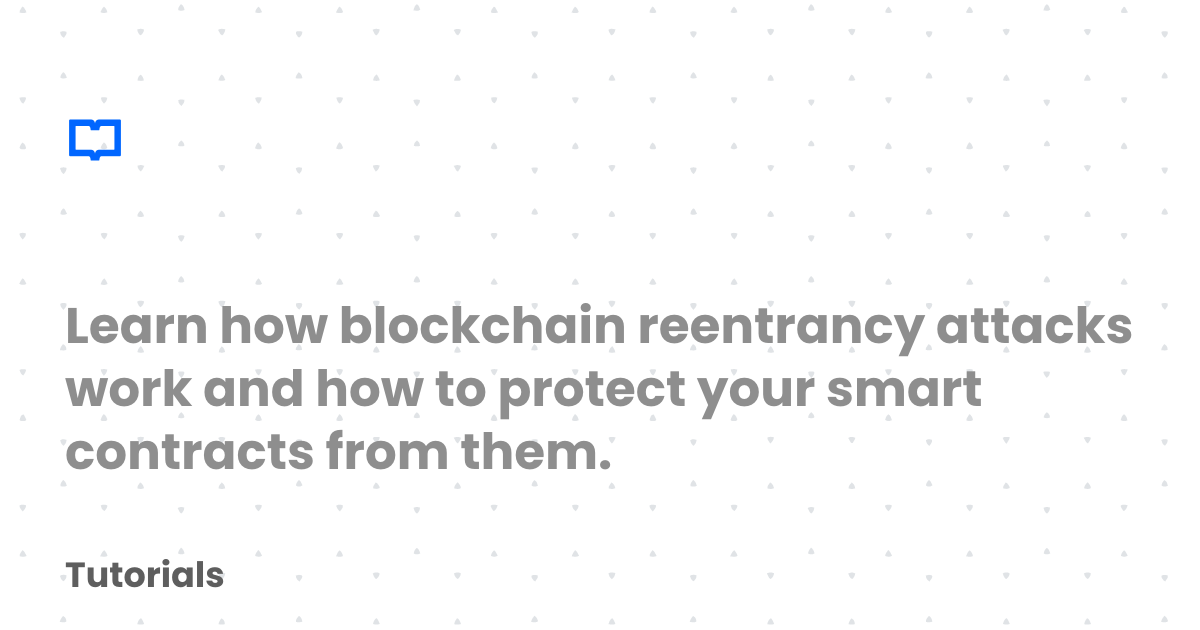 Learn how blockchain reentrancy attacks
work and how to protect your smart
contracts from them.
Tutorials